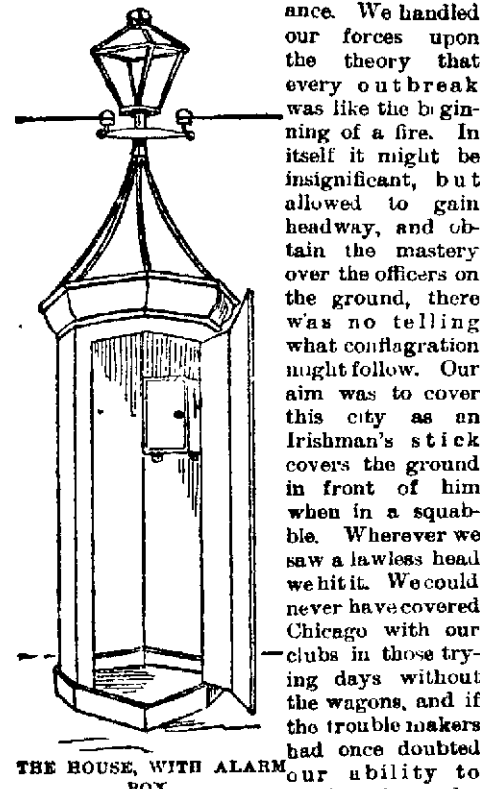 ance. We handled
our forces upon
the theory that
every outbreak
was like the begin-
ning of a fire. In
itself it might be
insignificant, but
allowed to gain
headway, and ob-
tain the mastery
over the officers on
the ground, there
was no telling
what conflagration
might follow. Our
aim was to cover
this city as an
Irishman's stick
covers the ground
in front of him
when in a squab-
ble. Wherever we
saw a lawless head
we hit it. We could
never have covered
Chicago with our
clubs in those try-
ing days without
the wagons, and if
the trouble makers
had once doubted
our ability to
THE HOUSE, WITH ALARM
BOX